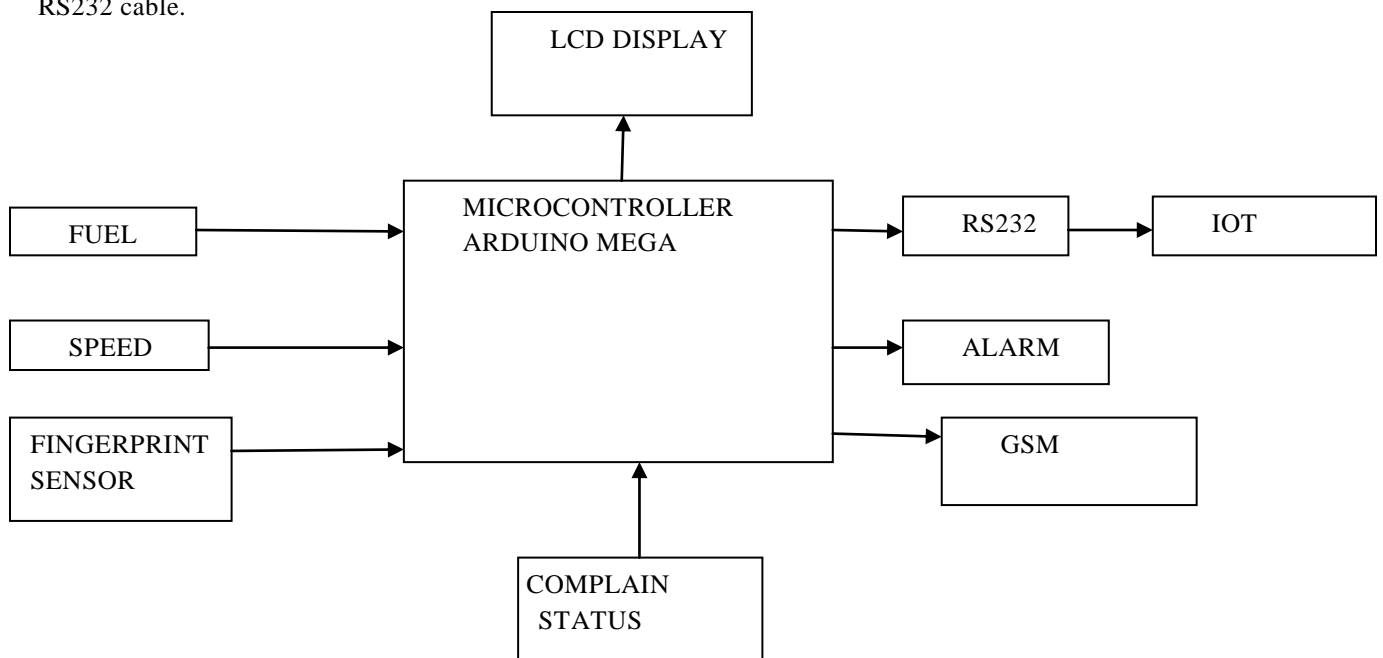 RS232 cable.
LCD DISPLAY
MICROCONTROLLER
ARDUINO MEGA
FUEL
RS232
IOT
SPEED
ALARM
FINGERPRINT
SENSOR
GSM
COMPLAIN
STATUS